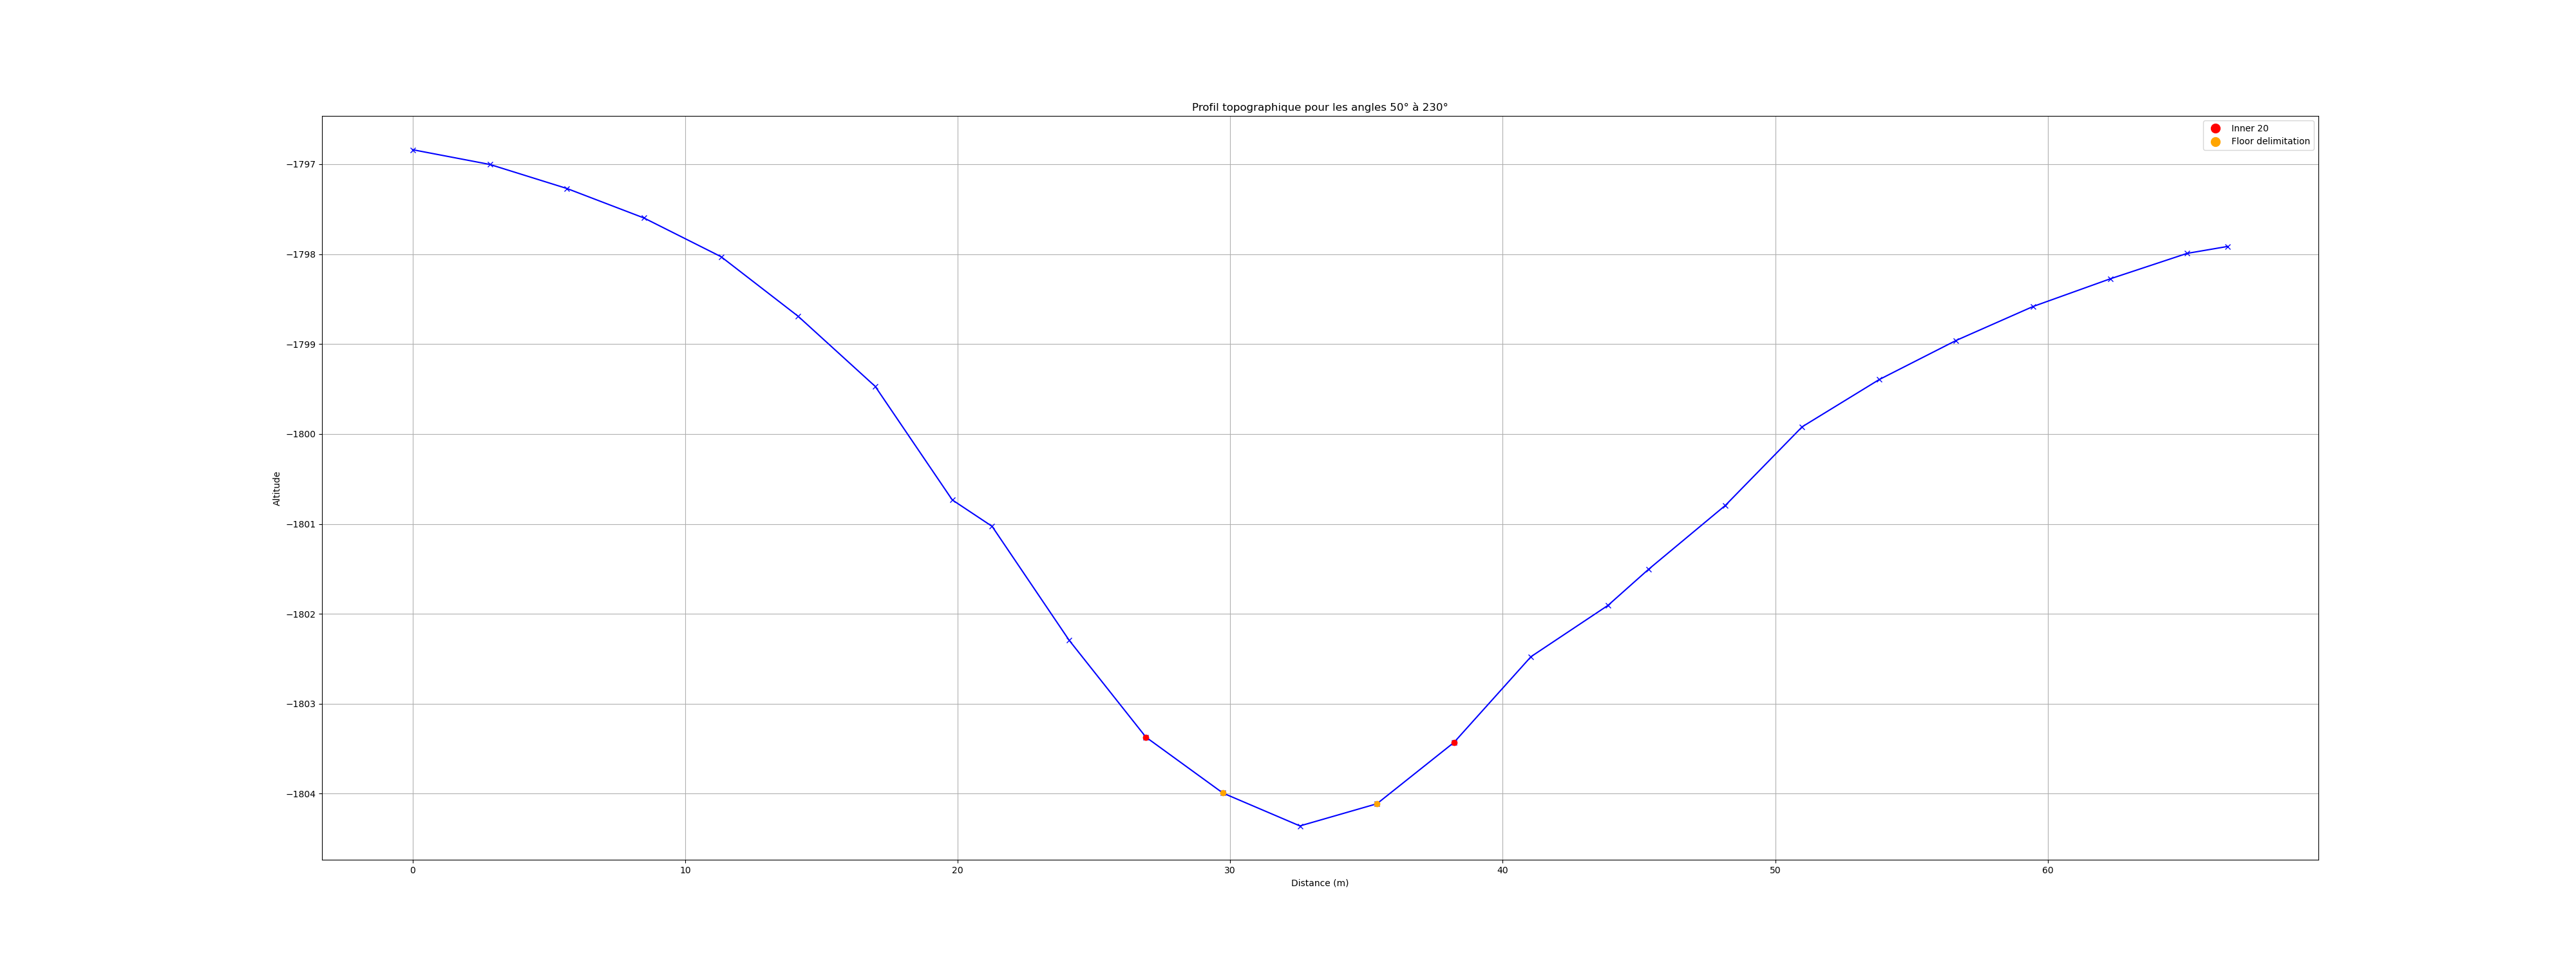 Profil topographique pour les angles 50° à 230°
Inner 20
Floor delimitation
Altitude
−1797
−1798
−1799
−1800
−1801
−1802
−1803
−1804
0 10 20 30 40 50 60
Distance (m)